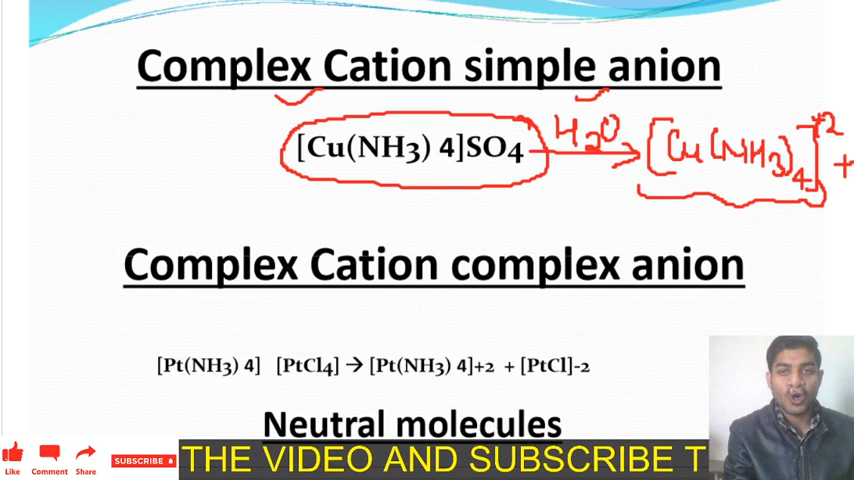 Complex Cation simple anion
[Cu(NH3) 4]SO4 H2O [Cu(NH3)4]+2 +
Complex Cation complex anion
[Pt(NH3) 4] [PtCl4] → [Pt(NH3) 4]+2 + [PtCl]-2
Neutral molecules
Like Comment Share SUBSCRIBE THE VIDEO AND SUBSCRIBE T